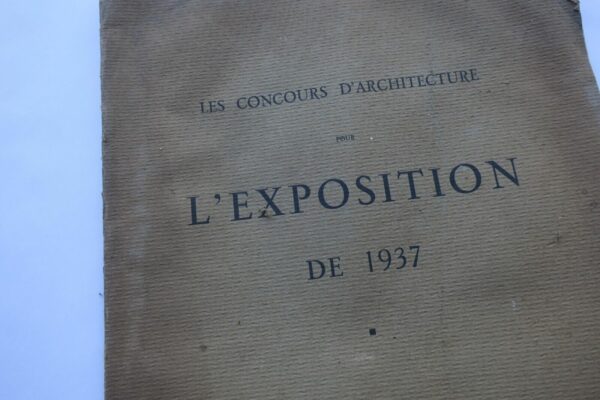 LES CONCOURS D'ARCHITECTURE
POUR
L'EXPOSITION
DE 1937